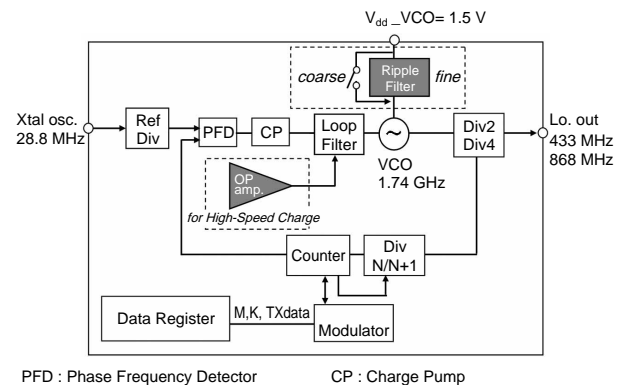 V_dd_VCO= 1.5 V
coarse
Ripple
Filter
fine
Xtal osc.
28.8 MHz
Ref
Div
PFD
CP
Loop
Filter
~
VCO
1.74 GHz
Div2
Div4
Lo. out
433 MHz
868 MHz
OP
amp.
for High-Speed Charge
Counter
Div
N/N+1
Data Register
M,K, TXdata
Modulator
PFD : Phase Frequency Detector
CP : Charge Pump